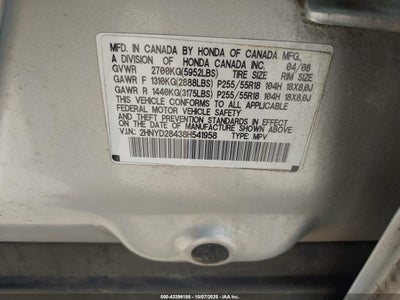 MFD. IN CANADA BY HONDA OF CANADA MFG.
A DIVISION OF HONDA CANADA INC. 04/08
GVWR 2700KG(5952LBS) TIRE SIZE RIM SIZE
GAWR F 1310KG(2888LBS) P255/55R18 104H 18X8.0J
GAWR R 1440KG(3175LBS) P255/55R18 104H 18X8.0J
THIS VEHICLE CONFORMS TO ALL APPLICABLE
FEDERAL MOTOR VEHICLE SAFETY
AND THEFT PREVENTION STANDARDS IN EFFECT
ON THE DATE OF MANUFACTURE SHOWN ABOVE.
V.I.N: 2HNYD28438H541958 TYPE: MPV
000-43396188 - 10/07/2025 - IAA Inc.